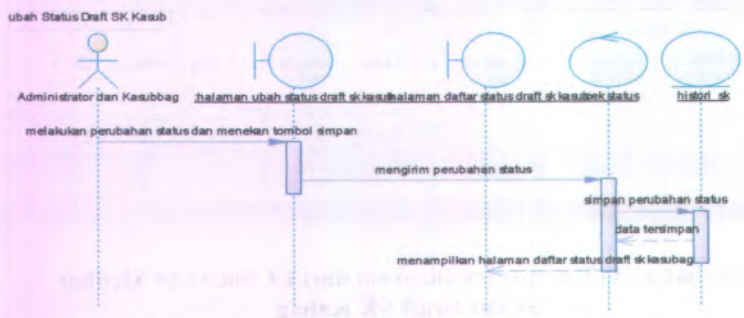 ubah Status Draft SK Kasub
Administrator dan Kasubbag
:halaman ubah status draft sk kasub
halaman daftar status draft sk kasub
cek status
histori_sk
melakukan perubahan status dan menekan tombol simpan
mengirim perubahan status
simpan perubahan status
data tersimpan
menampilkan halaman daftar status draft sk kasubag